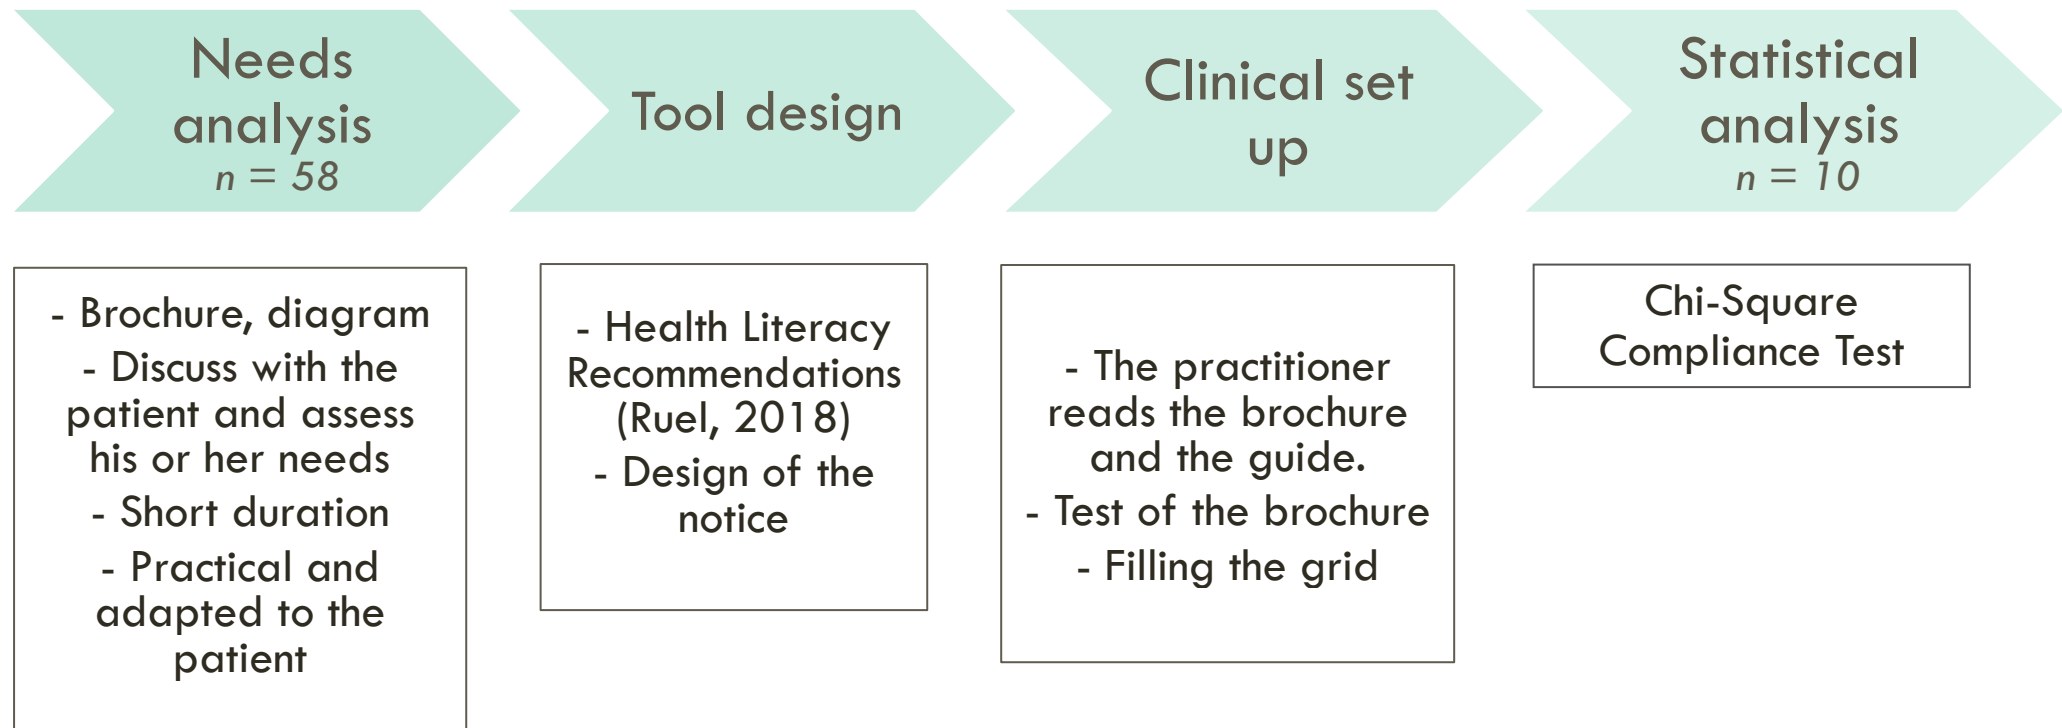 Needs
analysis
n = 58
Tool design
Clinical set
up
Statistical
analysis
n = 10
- Brochure, diagram
- Discuss with the
patient and assess
his or her needs
- Short duration
- Practical and
adapted to the
patient
- Health Literacy
Recommendations
(Ruel, 2018)
- Design of the
notice
- The practitioner
reads the brochure
and the guide.
- Test of the brochure
- Filling the grid
Chi-Square
Compliance Test